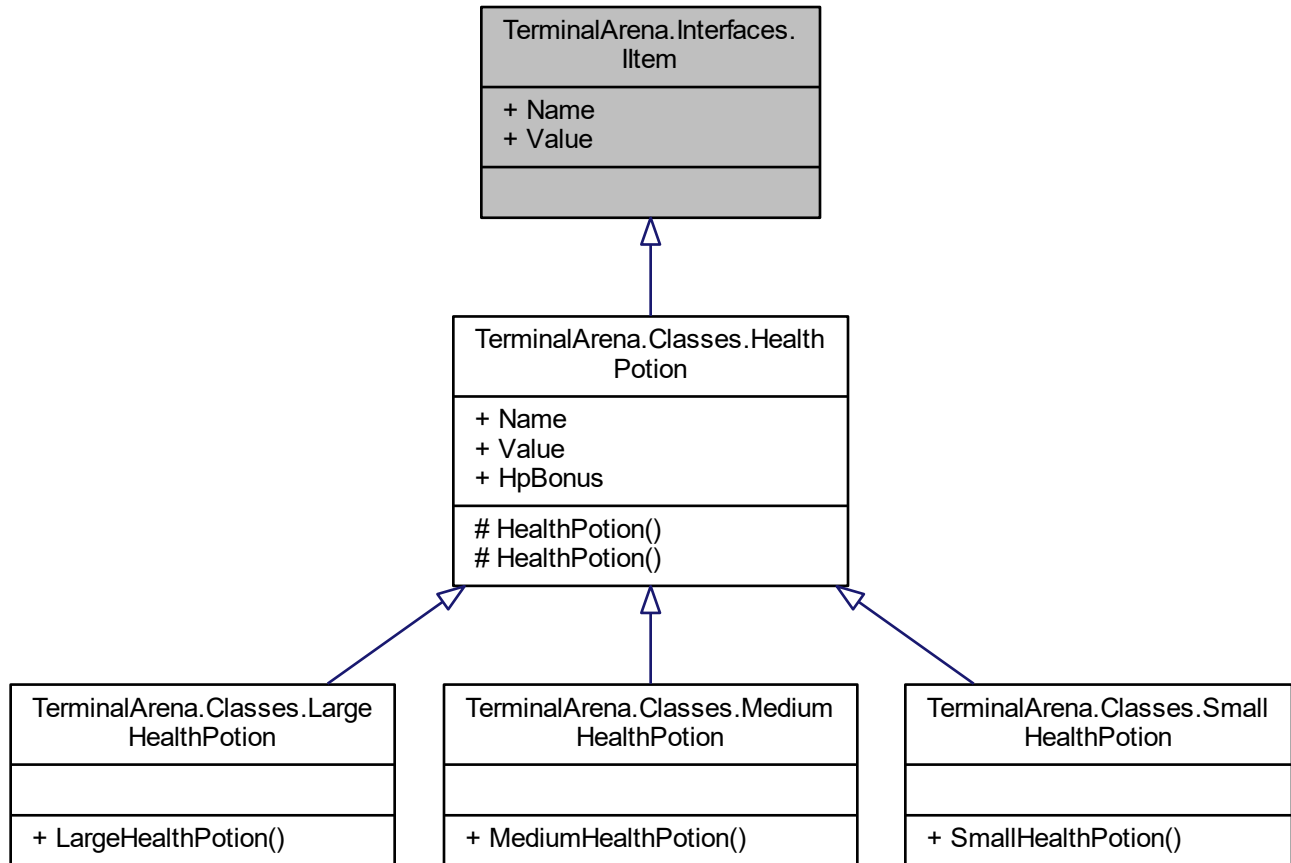 TerminalArena.Interfaces.
IItem
+ Name
+ Value
TerminalArena.Classes.Health
Potion
+ Name
+ Value
+ HpBonus
# HealthPotion()
# HealthPotion()
TerminalArena.Classes.Large
HealthPotion
+ LargeHealthPotion()
TerminalArena.Classes.Medium
HealthPotion
+ MediumHealthPotion()
TerminalArena.Classes.Small
HealthPotion
+ SmallHealthPotion()